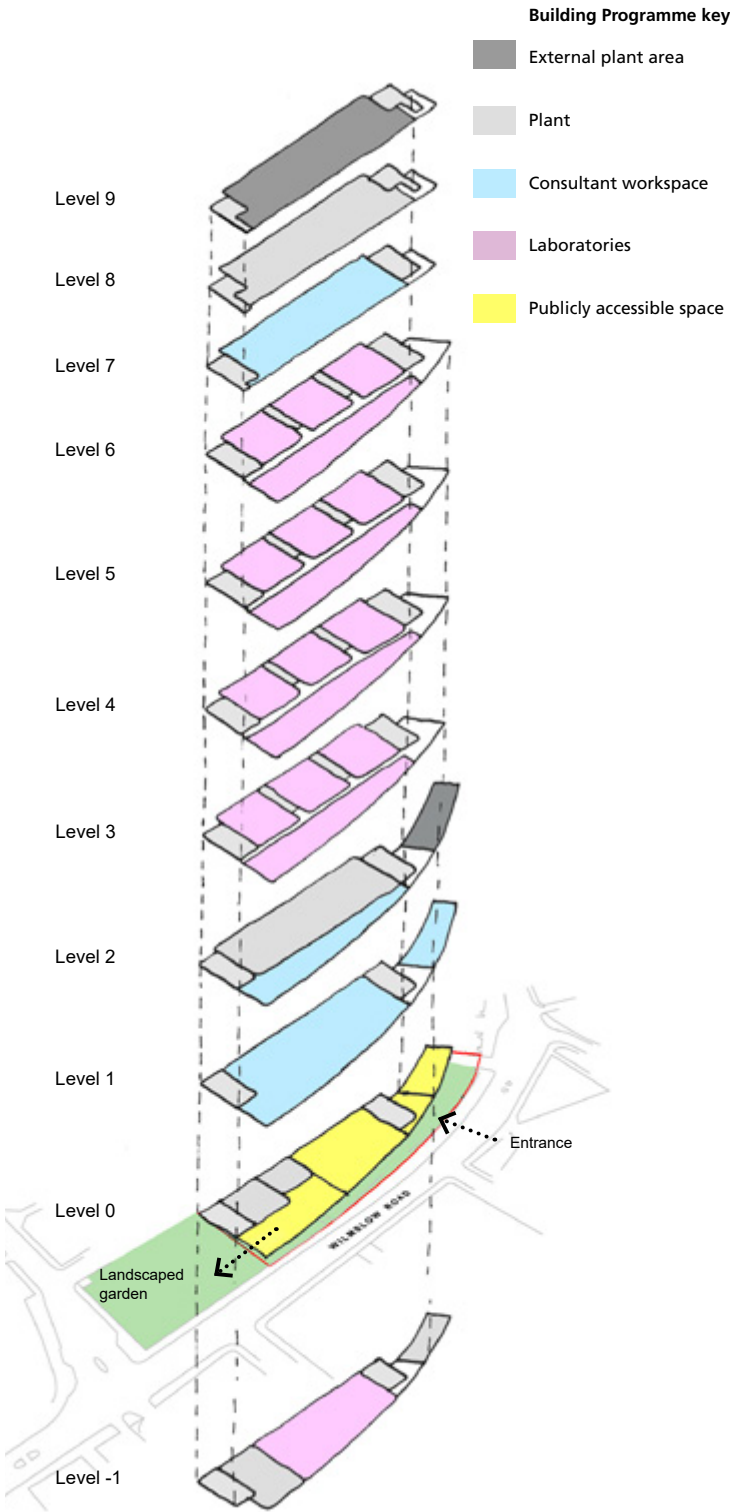 Building Programme key
External plant area
Plant
Consultant workspace
Laboratories
Publicly accessible space
Level 9
Level 8
Level 7
Level 6
Level 5
Level 4
Level 3
Level 2
Level 1
Entrance
Level 0
WILMSLOW ROAD
Landscaped
garden
Level -1